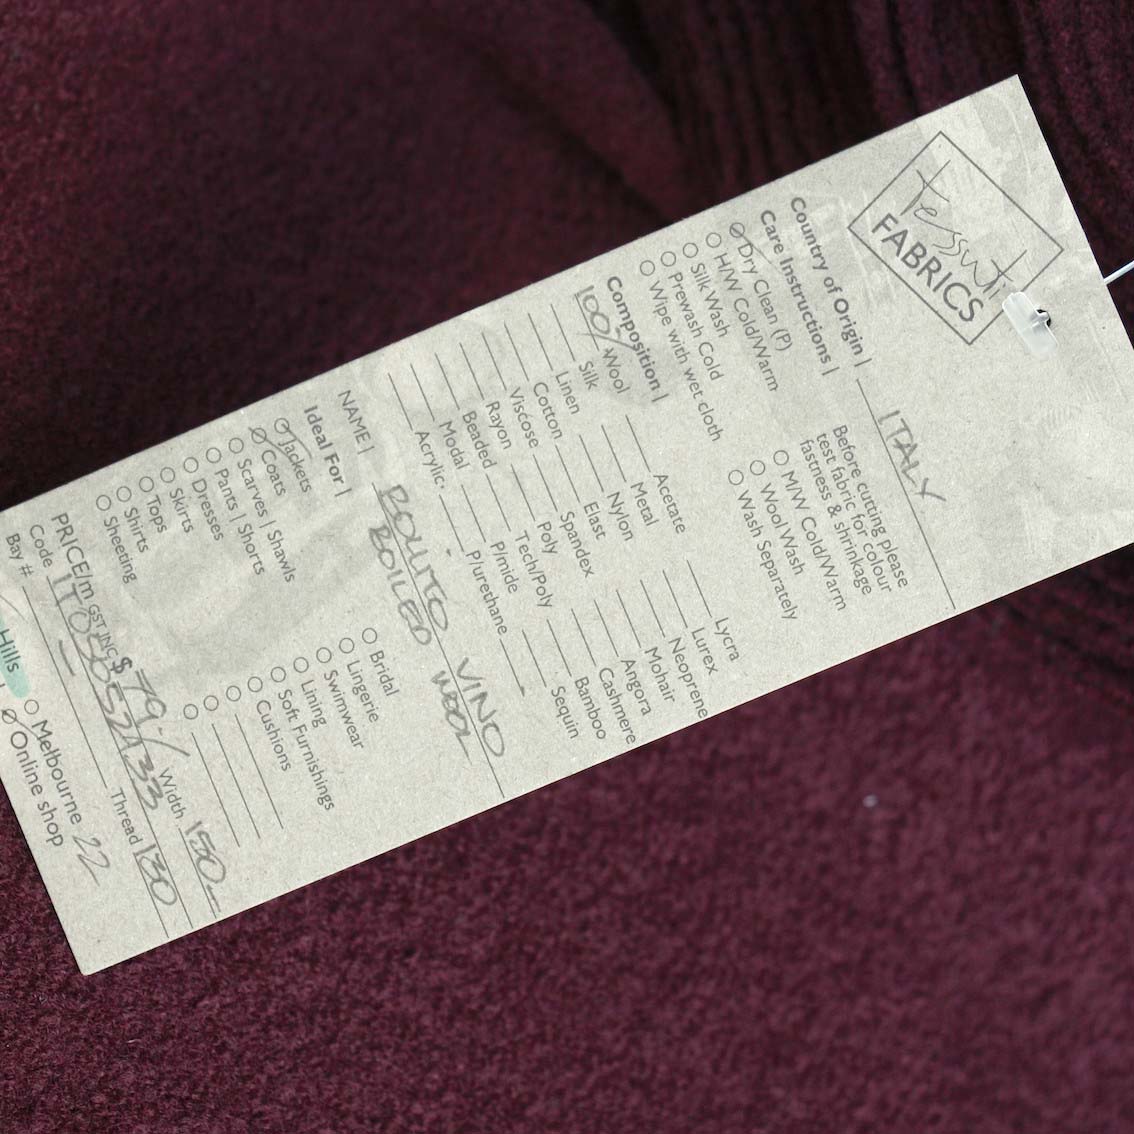 tessuti
FABRICS
Country of Origin | ITALY
Care Instructions |
Dry Clean (P)
H/W Cold/Warm
Silk Wash
Prewash Cold
Wipe with wet cloth
Before cutting please
test fabric for colour
fastness & shrinkage
M/W Cold/Warm
Wool Wash
Wash Separately
Composition |
100% Wool
Silk
Linen
Cotton
Viscose
Rayon
Beaded
Modal
Acrylic
Acetate
Metal
Nylon
Elast
Spandex
Poly
Tech/Poly
P/mide
P/urethane
Lycra
Lurex
Neoprene
Mohair
Angora
Cashmere
Bamboo
Sequin
NAME | BOLITO VINO
BOILED WOOL
Ideal For |
Jackets
Coats
Scarves | Shawls
Pants | Shorts
Dresses
Skirts
Tops
Shirts
Sheeting
Bridal
Lingerie
Swimwear
Lining
Soft Furnishings
Cushions
PRICE/m GST INC $ 79.- Width 150
Code Thread 130
Bay #
Hills
Melbourne 22
Online shop